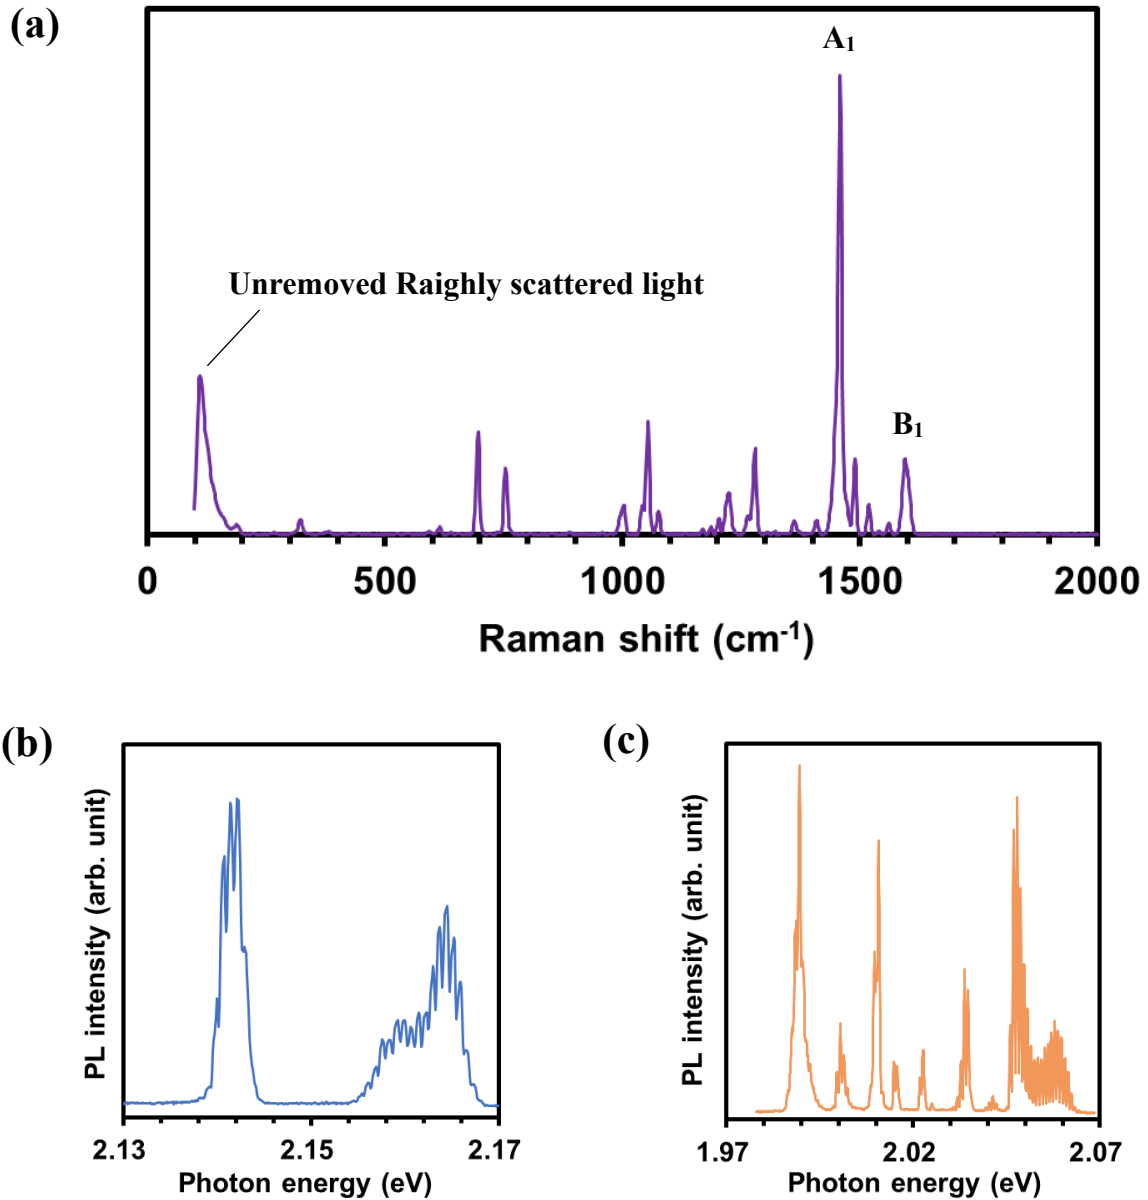 (a)
A₁
Unremoved Raighly scattered light
B₁
0 500 1000 1500 2000
Raman shift (cm⁻¹)
(b)
PL intensity (arb. unit)
2.13 2.15 2.17
Photon energy (eV)
(c)
PL intensity (arb. unit)
1.97 2.02 2.07
Photon energy (eV)